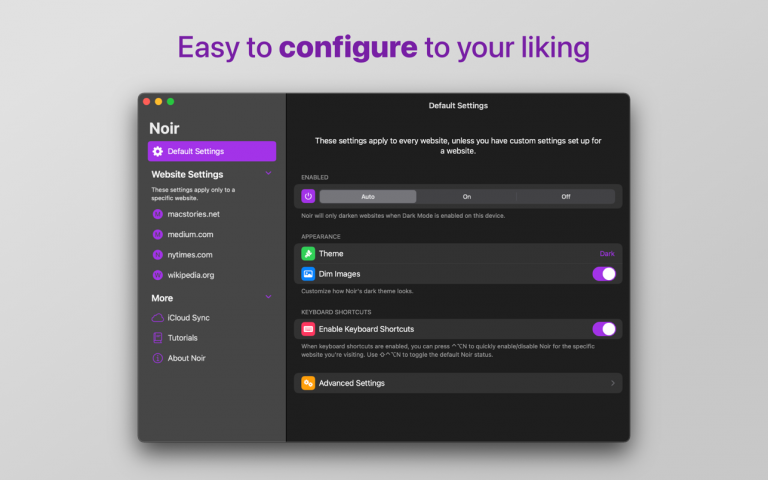 Easy to configure to your liking
Noir
Default Settings
Website Settings
These settings apply only to a
specific website.
M macstories.net
M medium.com
N nytimes.com
W wikipedia.org
More
iCloud Sync
Tutorials
About Noir
Default Settings
These settings apply to every website, unless you have custom settings set up for
a website.
ENABLED
Auto On Off
Noir will only darken websites when Dark Mode is enabled on this device.
APPEARANCE
Theme Dark
Dim Images
Customize how Noir's dark theme looks.
KEYBOARD SHORTCUTS
Enable Keyboard Shortcuts
When keyboard shortcuts are enabled, you can press ⌃⌥N to quickly enable/disable Noir for the specific
website you're visiting. Use ⇧⌃⌥N to toggle the default Noir status.
Advanced Settings